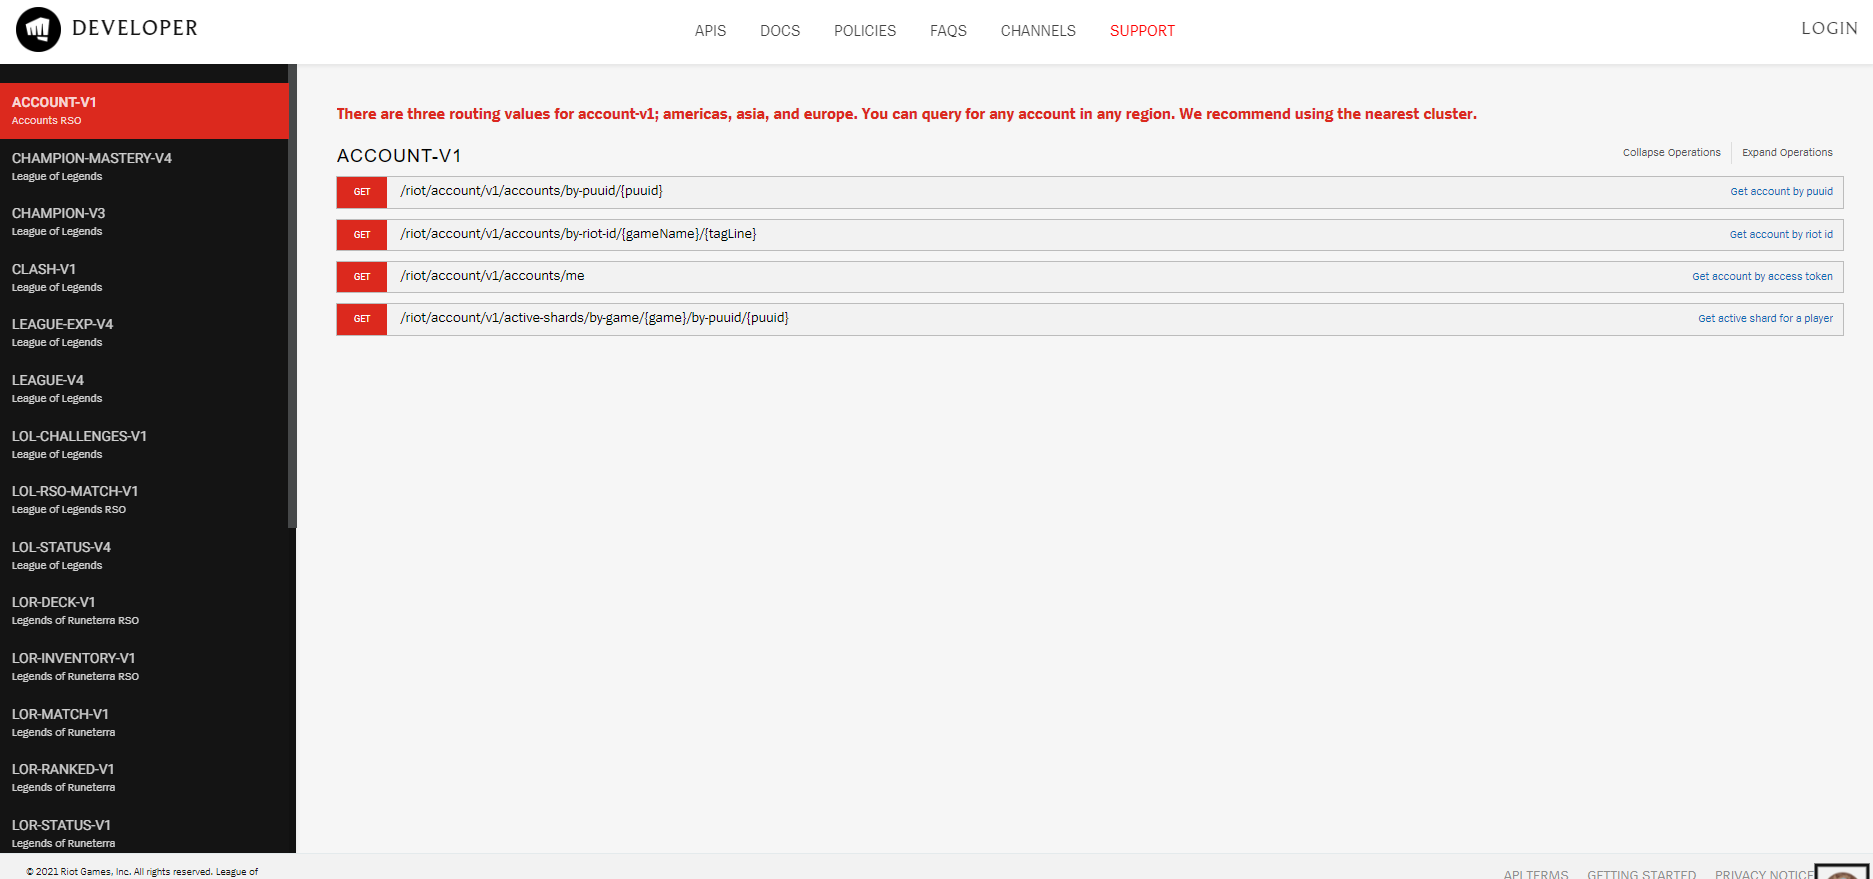 DEVELOPER
APIS
DOCS
POLICIES
FAQS
CHANNELS
SUPPORT
LOGIN
ACCOUNT-V1
Accounts RSO
CHAMPION-MASTERY-V4
League of Legends
CHAMPION-V3
League of Legends
CLASH-V1
League of Legends
LEAGUE-EXP-V4
League of Legends
LEAGUE-V4
League of Legends
LOL-CHALLENGES-V1
League of Legends
LOL-RSO-MATCH-V1
League of Legends RSO
LOL-STATUS-V4
League of Legends
LOR-DECK-V1
Legends of Runeterra RSO
LOR-INVENTORY-V1
Legends of Runeterra RSO
LOR-MATCH-V1
Legends of Runeterra
LOR-RANKED-V1
Legends of Runeterra
LOR-STATUS-V1
Legends of Runeterra
There are three routing values for account-v1; americas, asia, and europe. You can query for any account in any region. We recommend using the nearest cluster.
ACCOUNT-V1
Collapse Operations
Expand Operations
GET /riot/account/v1/accounts/by-puuid/{puuid} Get account by puuid
GET /riot/account/v1/accounts/by-riot-id/{gameName}/{tagLine} Get account by riot id
GET /riot/account/v1/accounts/me Get account by access token
GET /riot/account/v1/active-shards/by-game/{game}/by-puuid/{puuid} Get active shard for a player
© 2021 Riot Games, Inc. All rights reserved. League of
API TERMS
GETTING STARTED
PRIVACY NOTICE